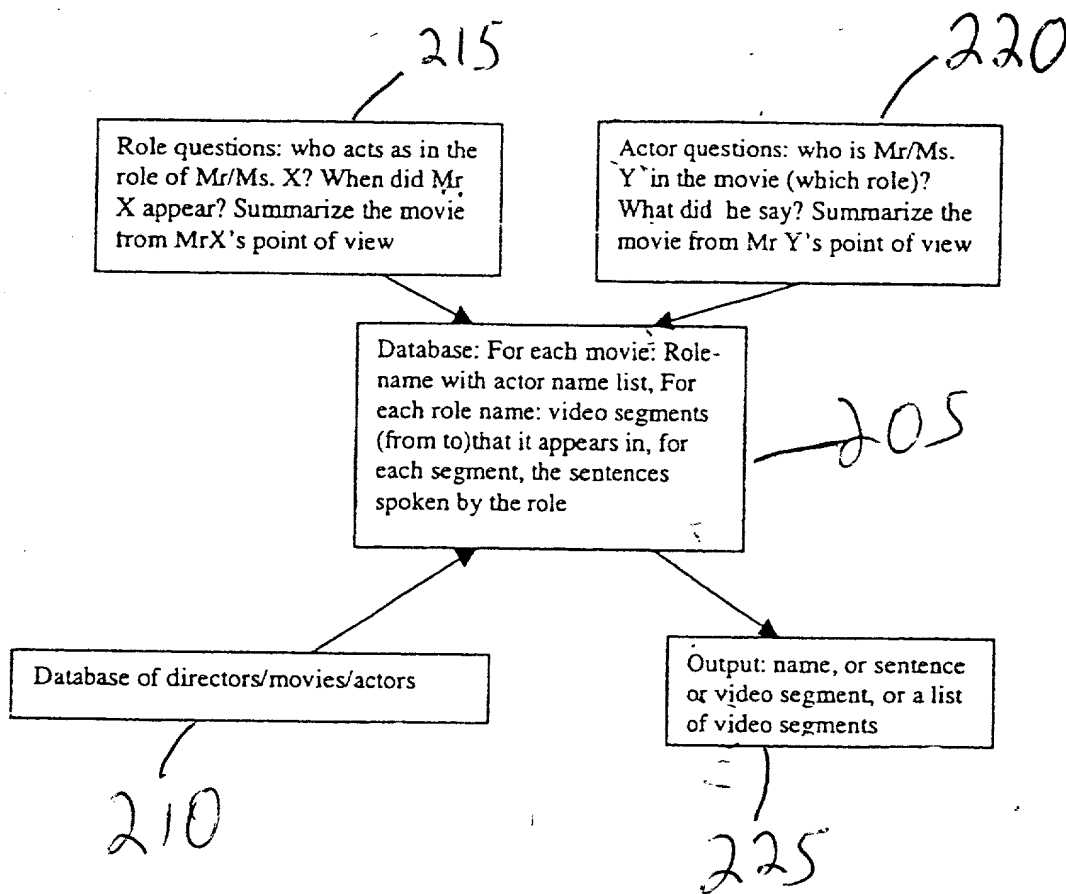 215
220
Role questions: who acts as in the
role of Mr/Ms. X? When did Mr
X appear? Summarize the movie
from MrX's point of view
Actor questions: who is Mr/Ms.
Y in the movie (which role)?
What did he say? Summarize the
movie from Mr Y's point of view
Database: For each movie: Role-
name with actor name list, For
each role name: video segments
(from to)that it appears in, for
each segment, the sentences
spoken by the role
205
Database of directors/movies/actors
Output: name, or sentence
or video segment, or a list
of video segments
210
225